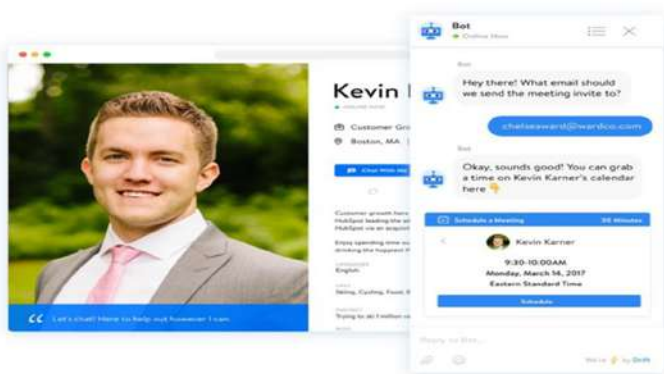 Kevin
ONLINE NOW
Customer Gro
Boston, MA
Chat With Me
Customer growth here
HubSpot leading the
HubSpot via an acquisit
Enjoy spending time
drinking the hoppiest
LANGUAGES
English
Skiing, Cycling, Food,
Trying to do 1 million
Let's chat! Here to help out however I can.
Bot
Online Now
Bot
Hey there! What email should
we send the meeting invite to?
chelseaward@wardco.com
Bot
Okay, sounds good! You can grab
a time on Kevin Karner's calendar
here 👇
Schedule a Meeting
30 Minutes
Kevin Karner
9:30-10:00AM
Monday, March 14, 2017
Eastern Standard Time
Schedule
Reply to Bot...
We're ⚡ by Drift